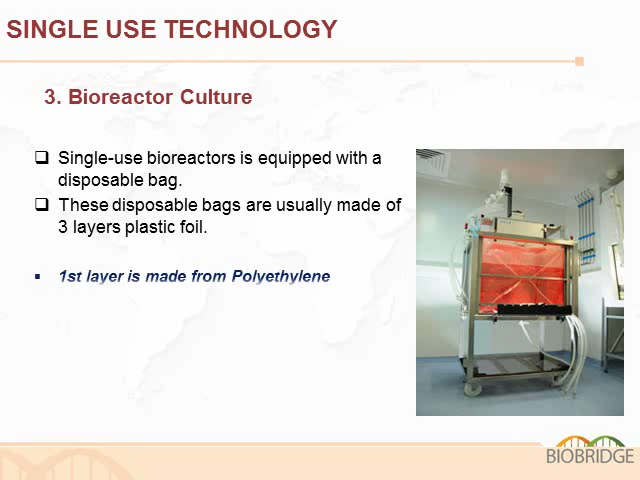 SINGLE USE TECHNOLOGY
3. Bioreactor Culture
Single-use bioreactors is equipped with a
disposable bag.
These disposable bags are usually made of
3 layers plastic foil.
1st layer is made from Polyethylene
BIOBRIDGE